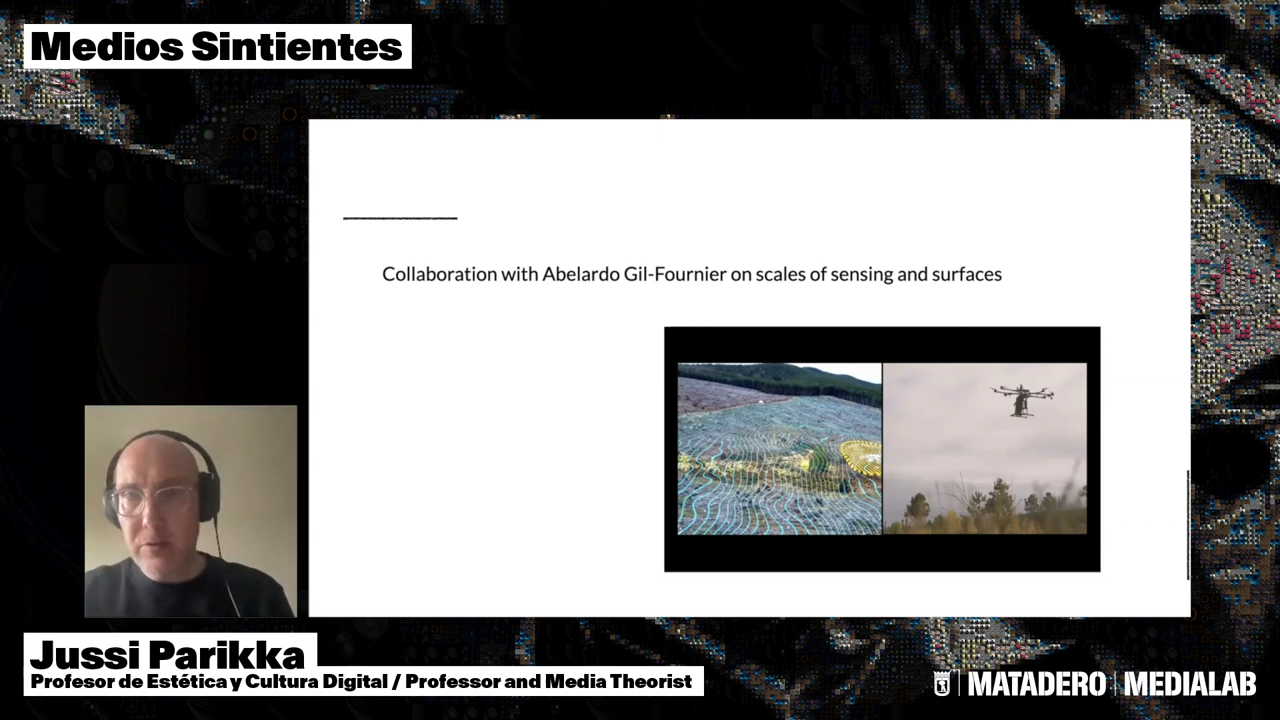 Medios Sintientes
Collaboration with Abelardo Gil-Fournier on scales of sensing and surfaces
Jussi Parikka
Profesor de Estética y Cultura Digital / Professor and Media Theorist
MATADERO | MEDIALAB